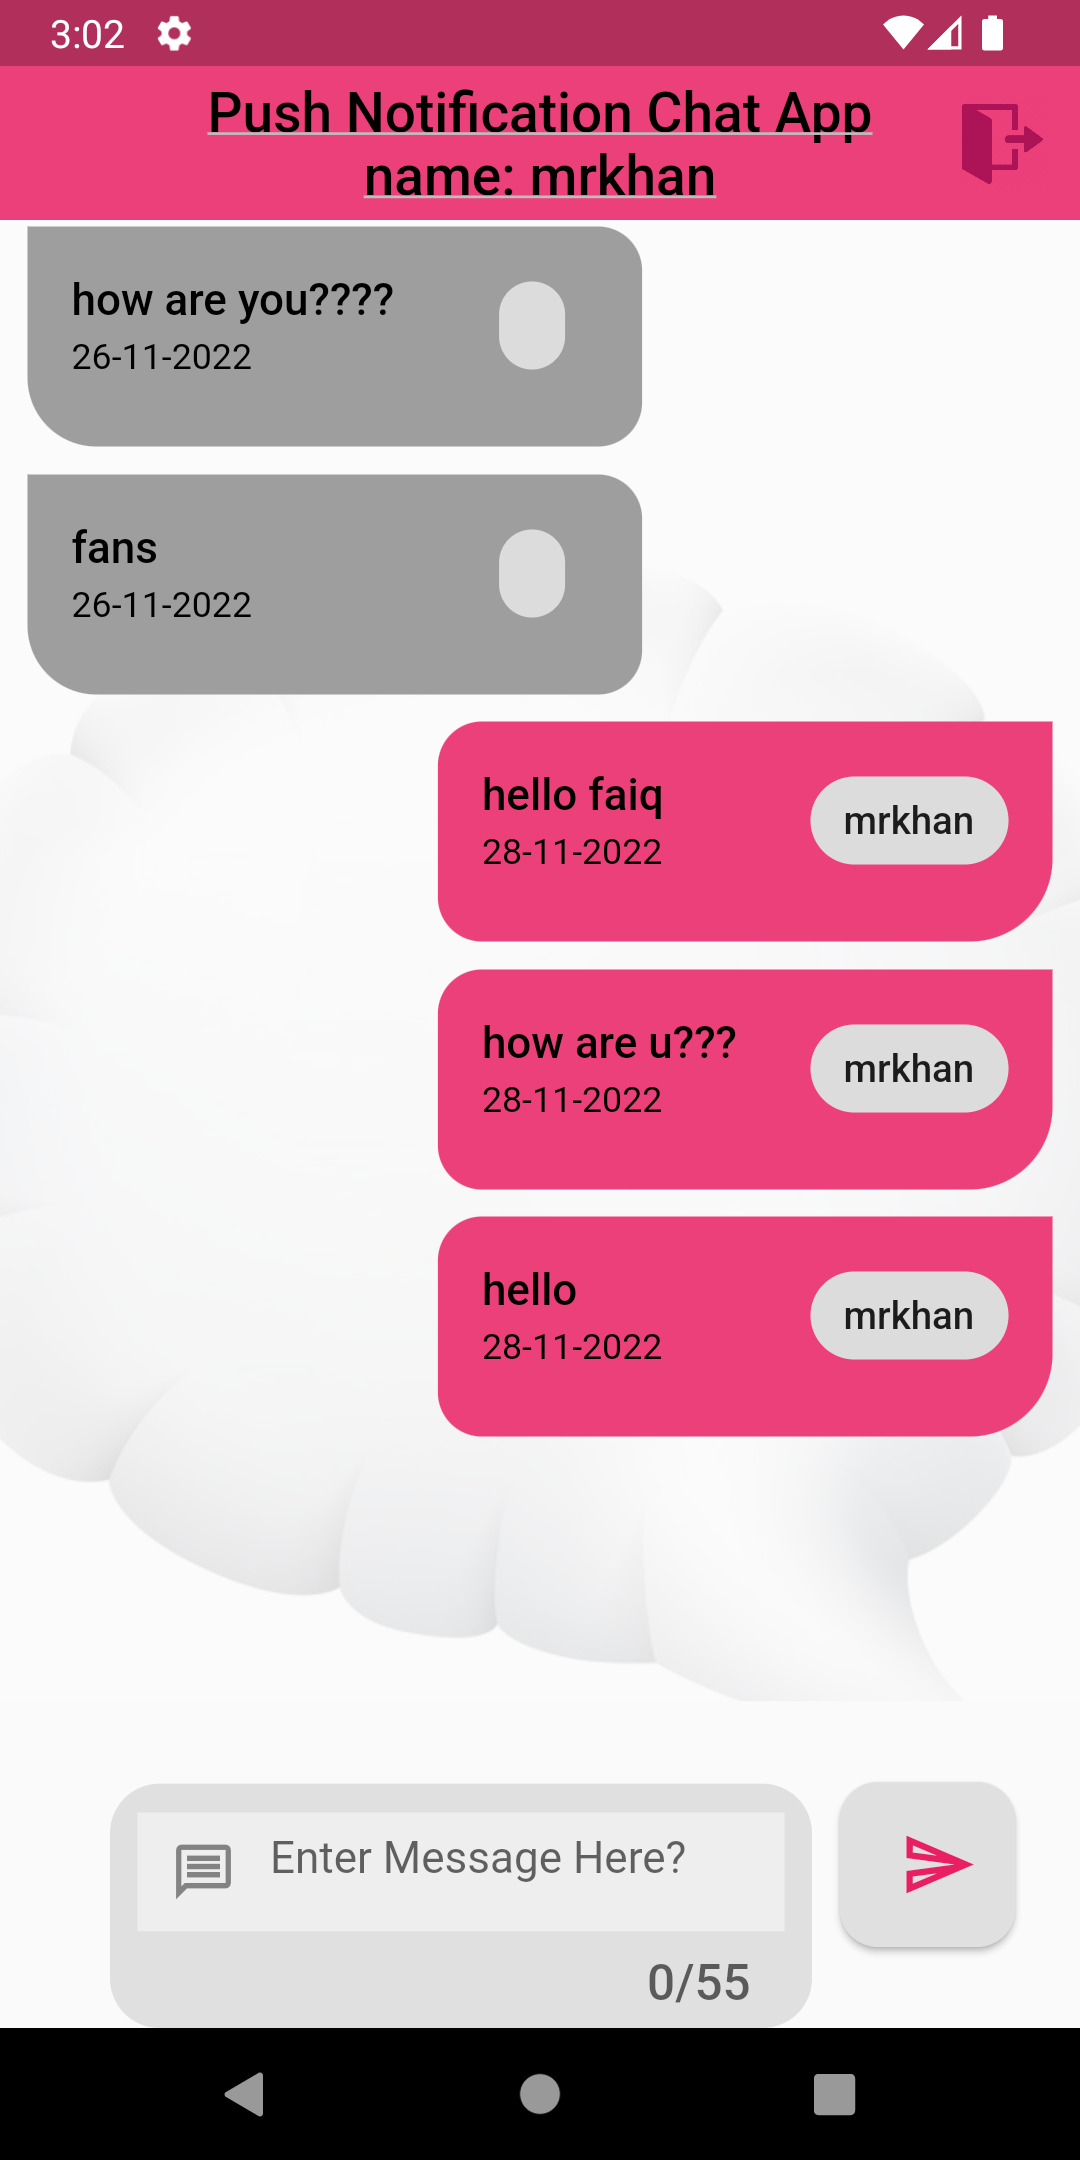 3:02
Push Notification Chat App
name: mrkhan
how are you????
26-11-2022
fans
26-11-2022
hello faiq
28-11-2022
mrkhan
how are u???
28-11-2022
mrkhan
hello
28-11-2022
mrkhan
Enter Message Here?
0/55